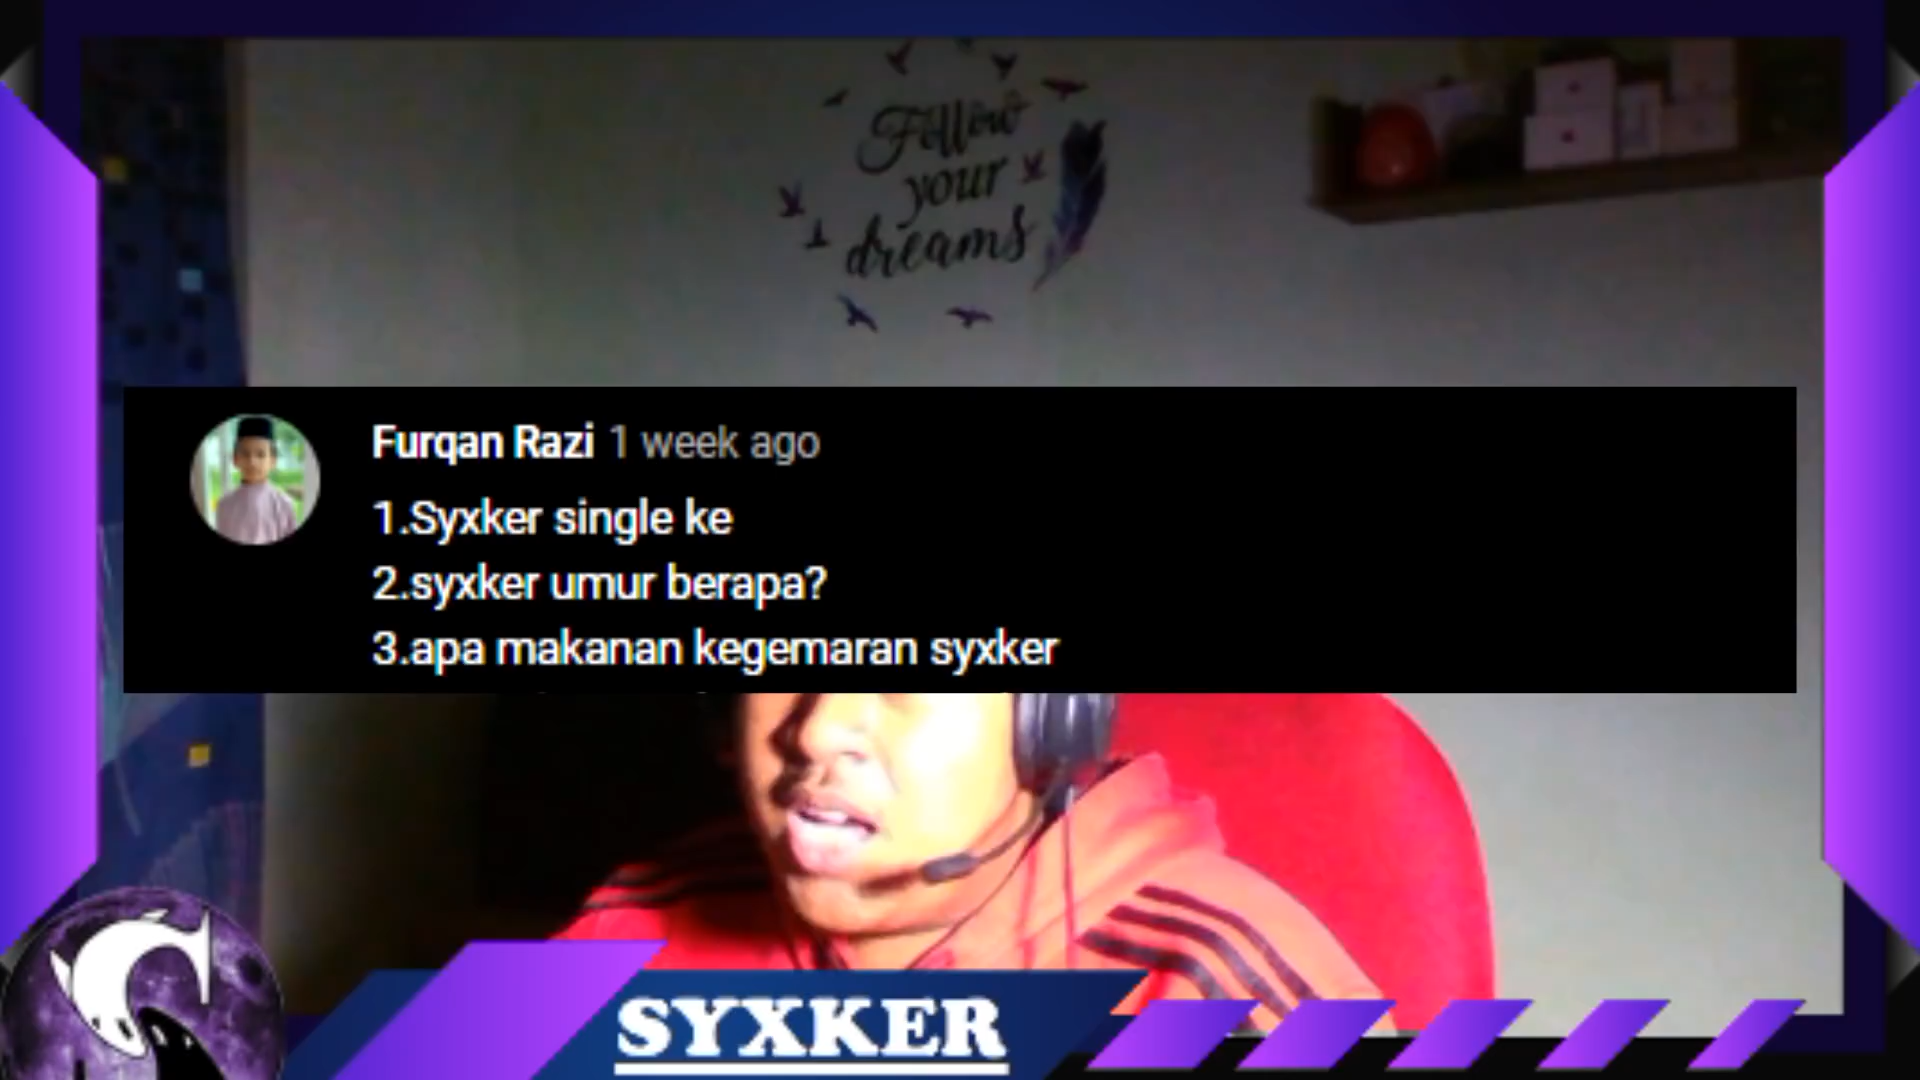 Follow
your
dreams
Furqan Razi 1 week ago
1.Syxker single ke
2.syxker umur berapa?
3.apa makanan kegemaran syxker
SYXKER